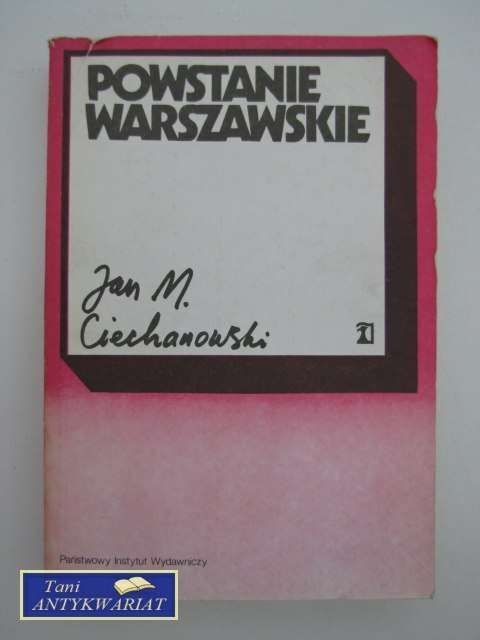 POWSTANIE
WARSZAWSKIE
Jan M.
Ciechanowski
Państwowy Instytut Wydawniczy
Tani
ANTYKWARIAT